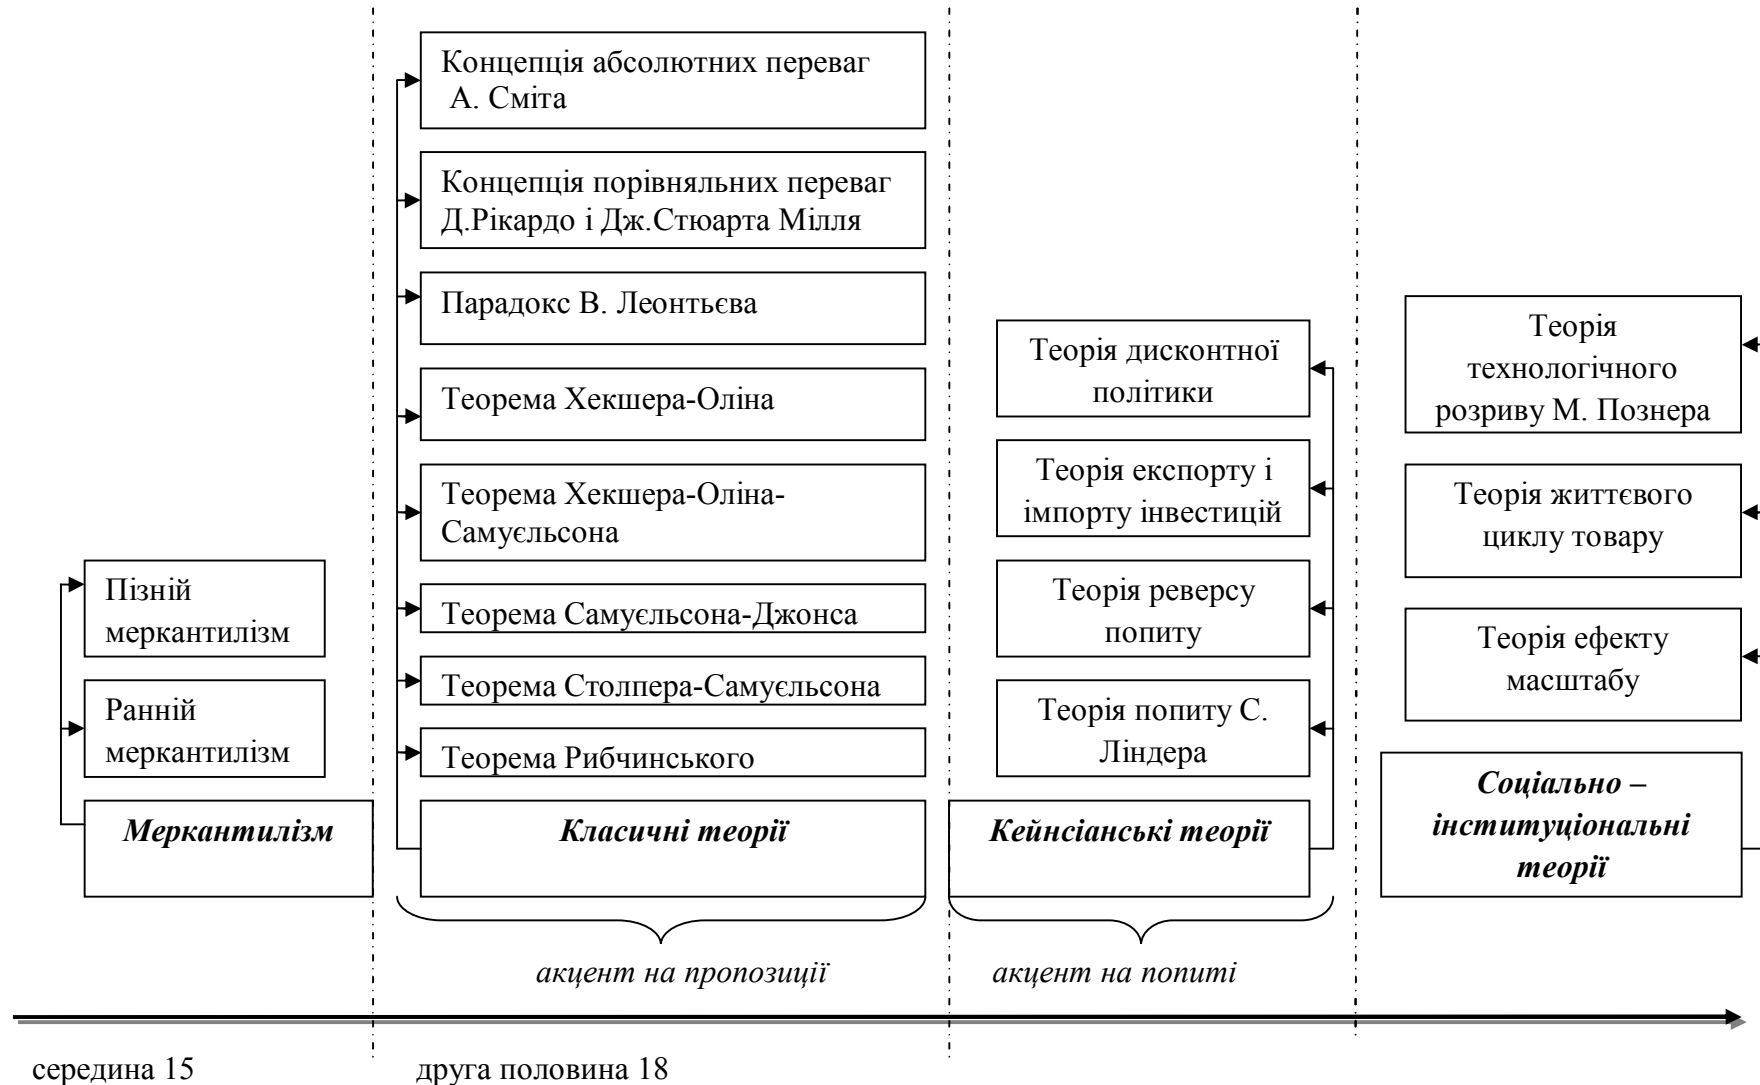 Концепція абсолютних переваг
А. Сміта
Концепція порівняльних переваг
Д.Рікардо і Дж.Стюарта Мілля
Парадокс В. Леонтьєва
Теорема Хекшера-Оліна
Теорема Хекшера-Оліна-
Самуєльсона
Теорема Самуєльсона-Джонса
Теорема Столпера-Самуєльсона
Теорема Рибчинського
Класичні теорії
акцент на пропозиції
Пізній
меркантилізм
Ранній
меркантилізм
Меркантилізм
Теорія дисконтної
політики
Теорія експорту і
імпорту інвестицій
Теорія реверсу
попиту
Теорія попиту С.
Ліндера
Кейнсіанські теорії
акцент на попиті
Теорія
технологічного
розриву М. Познера
Теорія життєвого
циклу товару
Теорія ефекту
масштабу
Соціально –
інституціональні
теорії
середина 15
друга половина 18